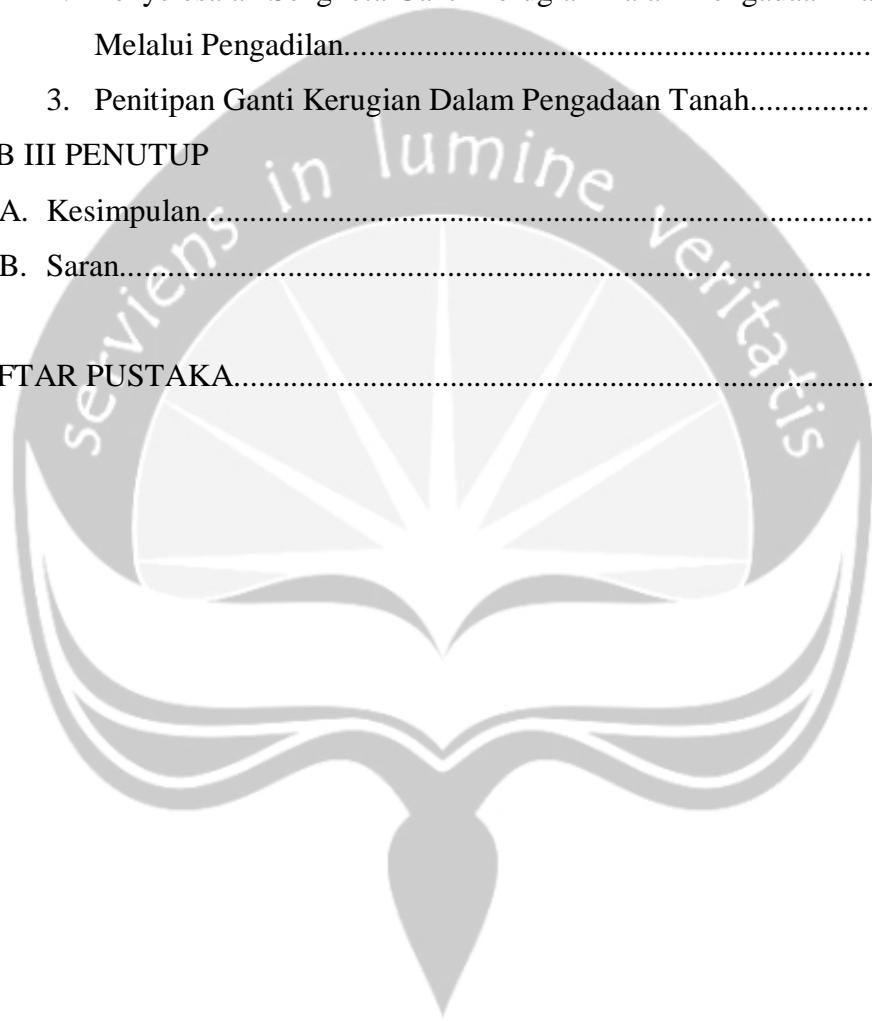 Melalui Pengadilan
3. Penitipan Ganti Kerugian Dalam Pengadaan Tanah
B III PENUTUP
A. Kesimpulan
B. Saran
FTAR PUSTAKA
serviens in lumine veritatis